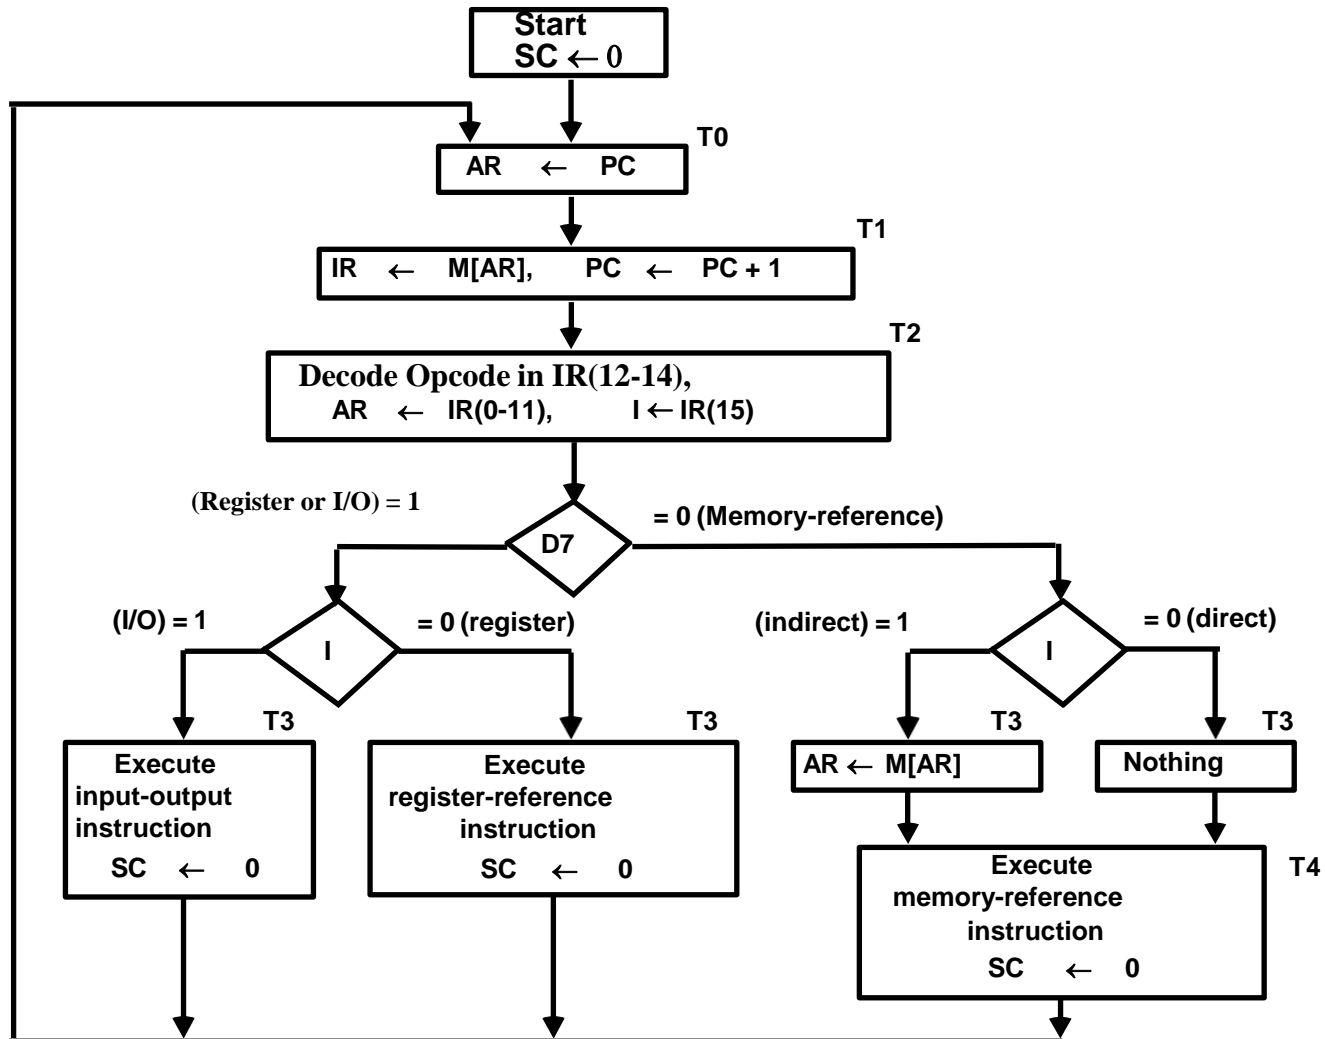 Start
SC ← 0
T0
AR ← PC
T1
IR ← M[AR], PC ← PC + 1
T2
Decode Opcode in IR(12-14),
AR ← IR(0-11), I ← IR(15)
(Register or I/O) = 1
= 0 (Memory-reference)
D7
(I/O) = 1
= 0 (register)
(indirect) = 1
= 0 (direct)
I
I
T3
T3
T3
T3
Execute
input-output
instruction
SC ← 0
Execute
register-reference
instruction
SC ← 0
AR ← M[AR]
Nothing
T4
Execute
memory-reference
instruction
SC ← 0